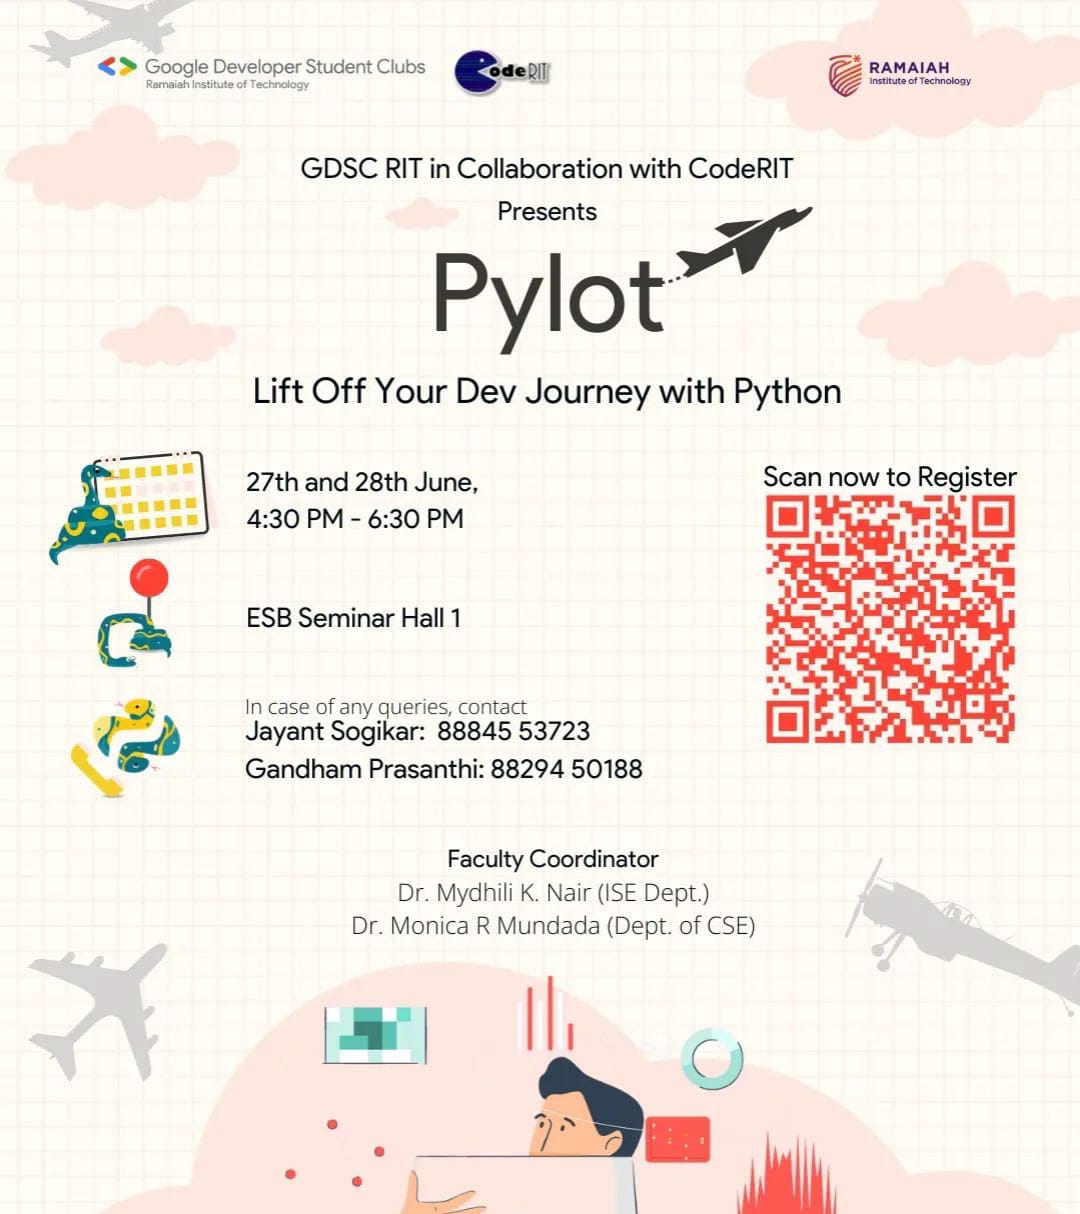 Google Developer Student Clubs
Ramaiah Institute of Technology
CodeRIT
RAMAIAH
Institute of Technology
GDSC RIT in Collaboration with CodeRIT
Presents
Pylot
Lift Off Your Dev Journey with Python
27th and 28th June,
4:30 PM - 6:30 PM
Scan now to Register
ESB Seminar Hall 1
In case of any queries, contact
Jayant Sogikar: 88845 53723
Gandham Prasanthi: 88294 50188
Faculty Coordinator
Dr. Mydhili K. Nair (ISE Dept.)
Dr. Monica R Mundada (Dept. of CSE)